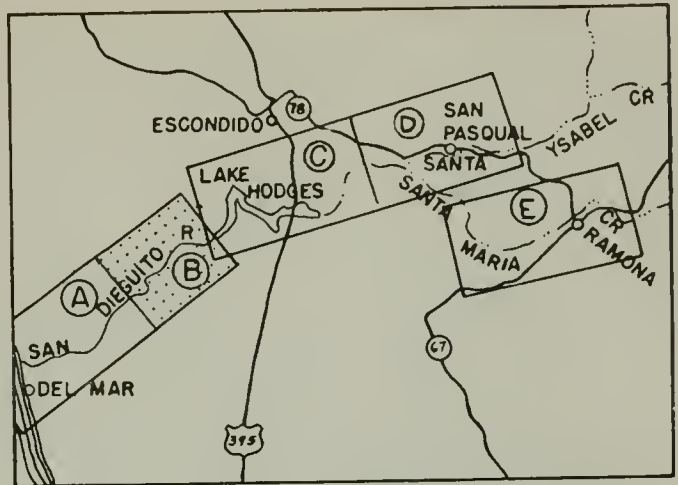 ESCONDIDO
78
D
SAN
PASQUAL
SANTA
YSABEL
CR
C
LAKE
HODGES
SANTA
MARIA
CR
E
RAMONA
A
SAN
DIEGUITO
R
B
DEL MAR
67
395